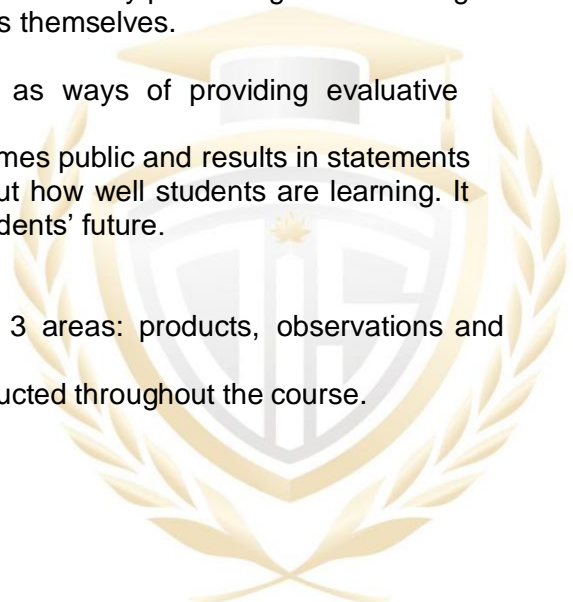 s themselves.
as ways of providing evaluative
mes public and results in statements
ut how well students are learning. It
dents' future.
3 areas: products, observations and
ucted throughout the course.